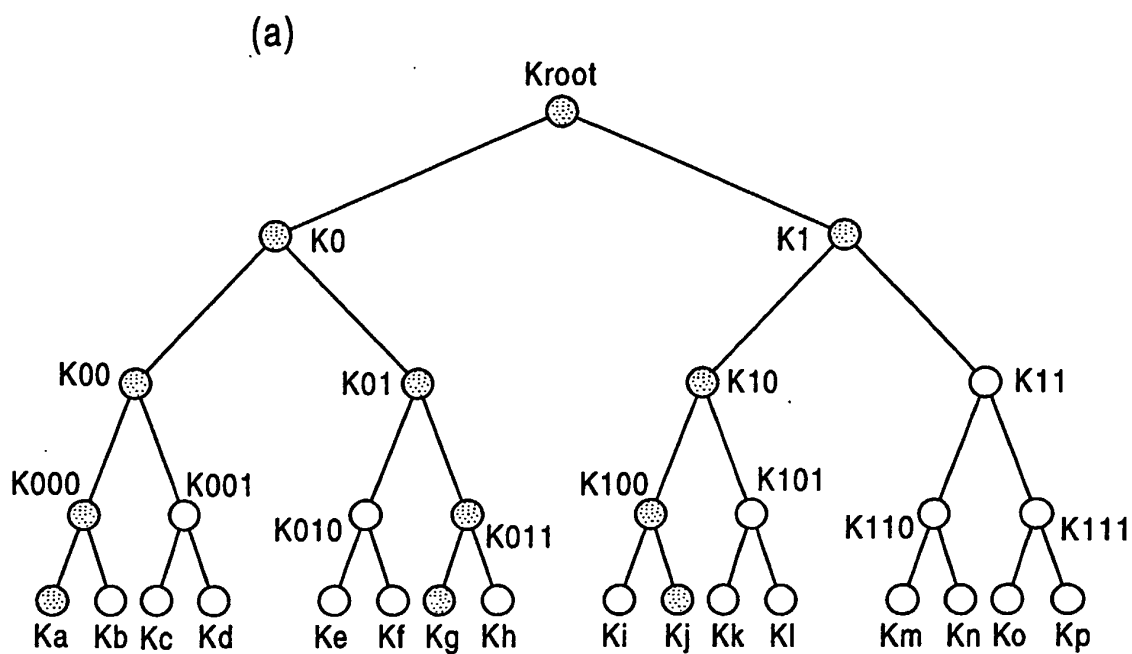 (a)
Kroot
K0 K1
K00 K01 K10 K11
K000 K001 K010 K011 K100 K101 K110 K111
Ka Kb Kc Kd Ke Kf Kg Kh Ki Kj Kk Kl Km Kn Ko Kp